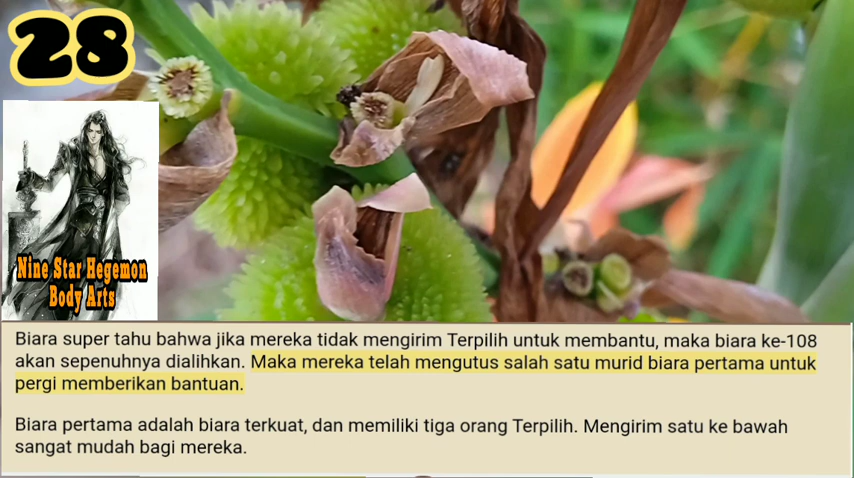 28
Nine Star Hegemon
Body Arts
Biara super tahu bahwa jika mereka tidak mengirim Terpilih untuk membantu, maka biara ke-108
akan sepenuhnya dialihkan. Maka mereka telah mengutus salah satu murid biara pertama untuk
pergi memberikan bantuan.
Biara pertama adalah biara terkuat, dan memiliki tiga orang Terpilih. Mengirim satu ke bawah
sangat mudah bagi mereka.